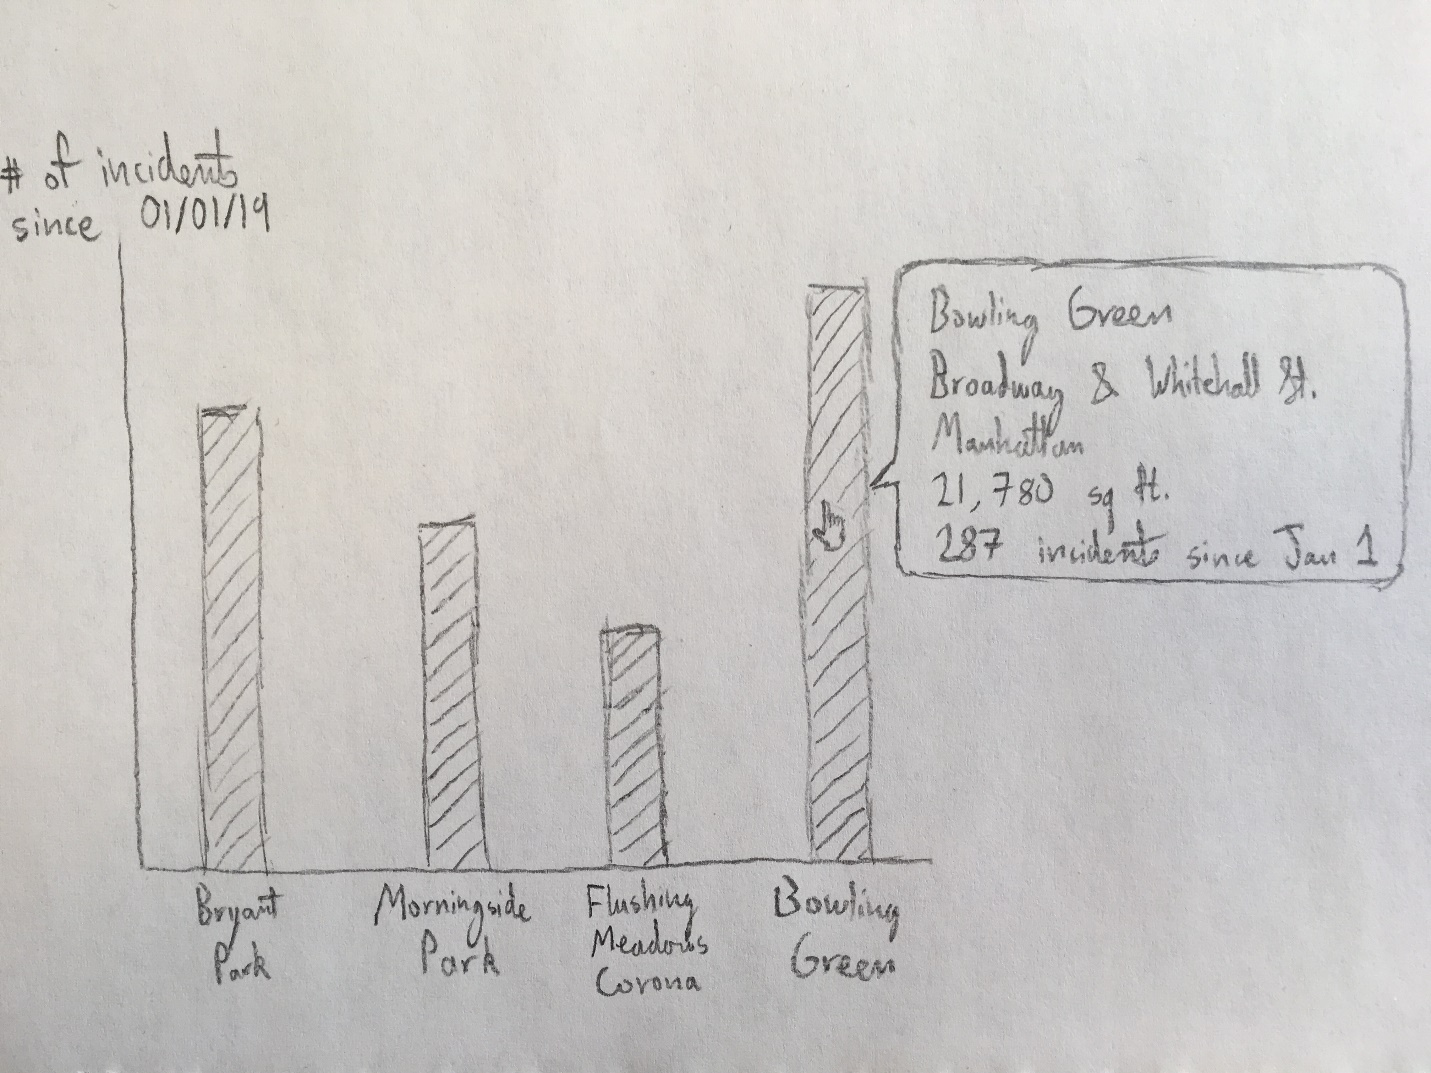 # of incidents
since 01/01/19
Bowling Green
Broadway & Whitehall St.
Manhattan
21,780 sq ft.
287 incidents since Jan 1
Bryant
Park
Morningside
Park
Flushing
Meadows
Corona
Bowling
Green